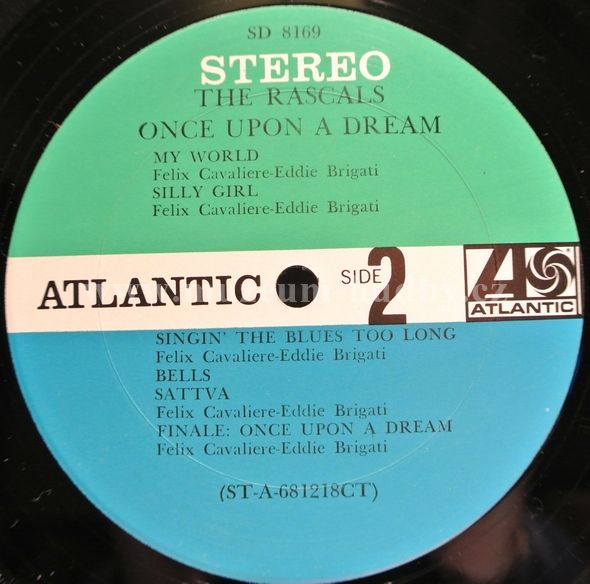 SD 8169
STEREO
THE RASCALS
ONCE UPON A DREAM
MY WORLD
Felix Cavaliere-Eddie Brigati
SILLY GIRL
Felix Cavaliere-Eddie Brigati
ATLANTIC
SIDE 2
ATLANTIC
SINGIN' THE BLUES TOO LONG
Felix Cavaliere-Eddie Brigati
BELLS
SATTVA
Felix Cavaliere-Eddie Brigati
FINALE: ONCE UPON A DREAM
Felix Cavaliere-Eddie Brigati
(ST-A-681218CT)